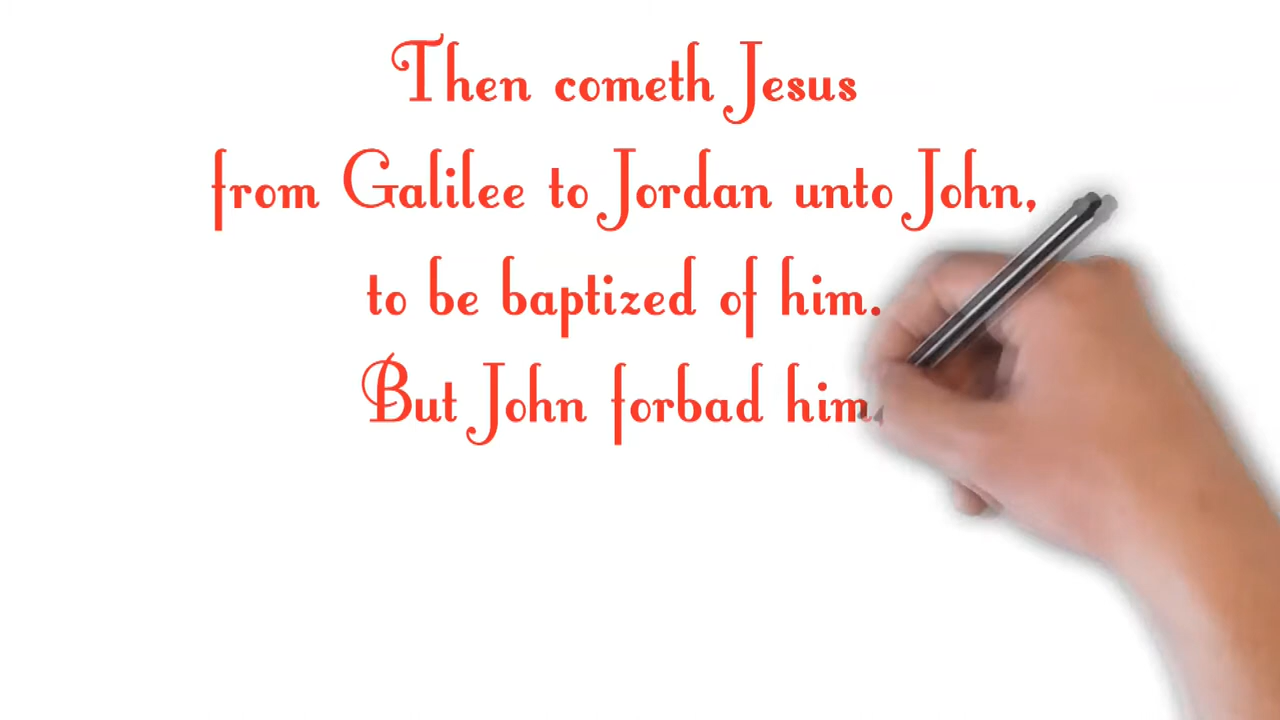 Then cometh Jesus
from Galilee to Jordan unto John,
to be baptized of him.
But John forbad him,